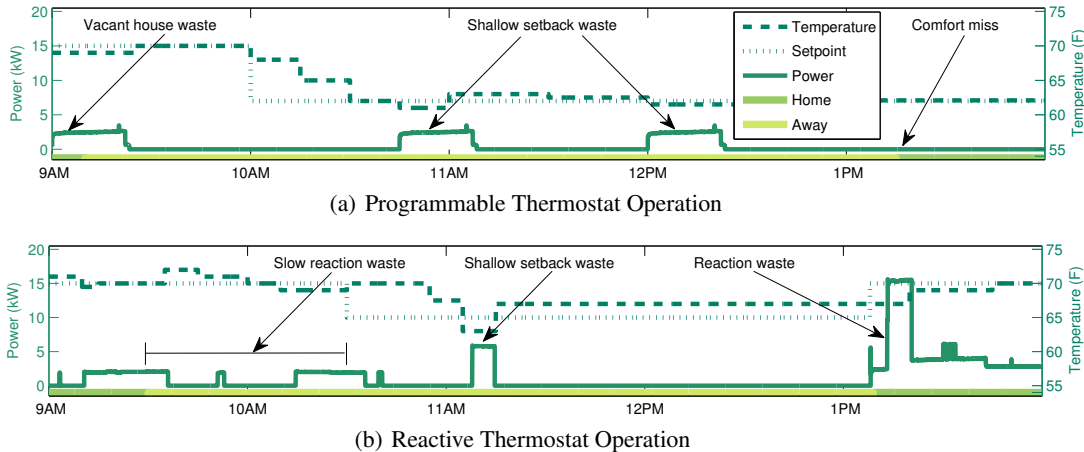 Vacant house waste
Shallow setback waste
Comfort miss
Temperature
Setpoint
Power
Home
Away
Power (kW)
20
15
10
5
0
Temperature (F)
75
70
65
60
55
9AM
10AM
11AM
12PM
1PM
(a) Programmable Thermostat Operation
Slow reaction waste
Shallow setback waste
Reaction waste
Power (kW)
20
15
10
5
0
Temperature (F)
75
70
65
60
55
9AM
10AM
11AM
12PM
1PM
(b) Reactive Thermostat Operation